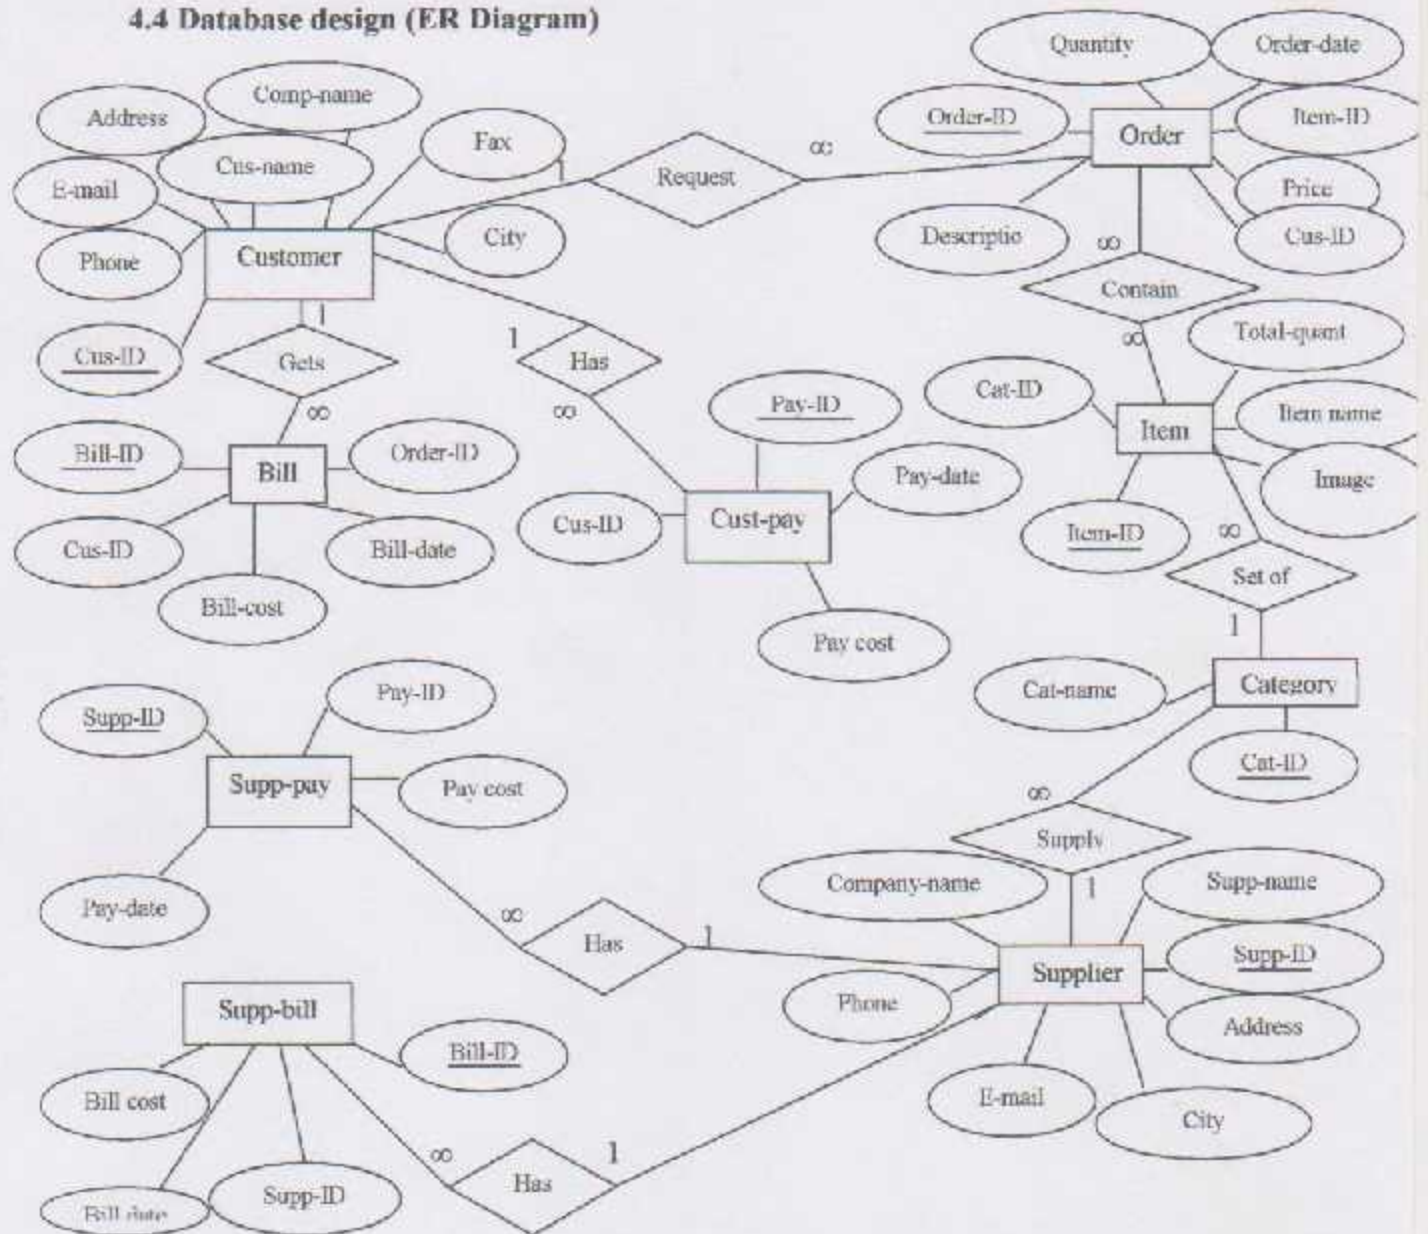 4.4 Database design (ER Diagram)
Quantity
Order-date
Comp-name
Address
Order-ID
Order
Item-ID
Fax
1
∞
Cus-name
Request
E-mail
Price
City
Descriptio
∞
Cus-ID
Phone
Customer
Contain
1
Total-quant
1
∞
Cus-ID
Gets
Has
Cat-ID
∞
∞
Pay-ID
Item name
Item
Bill-ID
Bill
Order-ID
Pay-date
Image
Cus-ID
Cust-pay
Item-ID
∞
Cus-ID
Bill-date
Set of
Bill-cost
1
Pay cost
Pay-ID
Cat-name
Category
Supp-ID
Cat-ID
Supp-pay
Pay cost
∞
Supply
Company-name
1
Supp-name
Pay-date
∞
Has
1
Supplier
Supp-ID
Phone
Supp-bill
Address
Bill-ID
Bill cost
E-mail
City
∞
1
Has
Supp-ID
Bill date